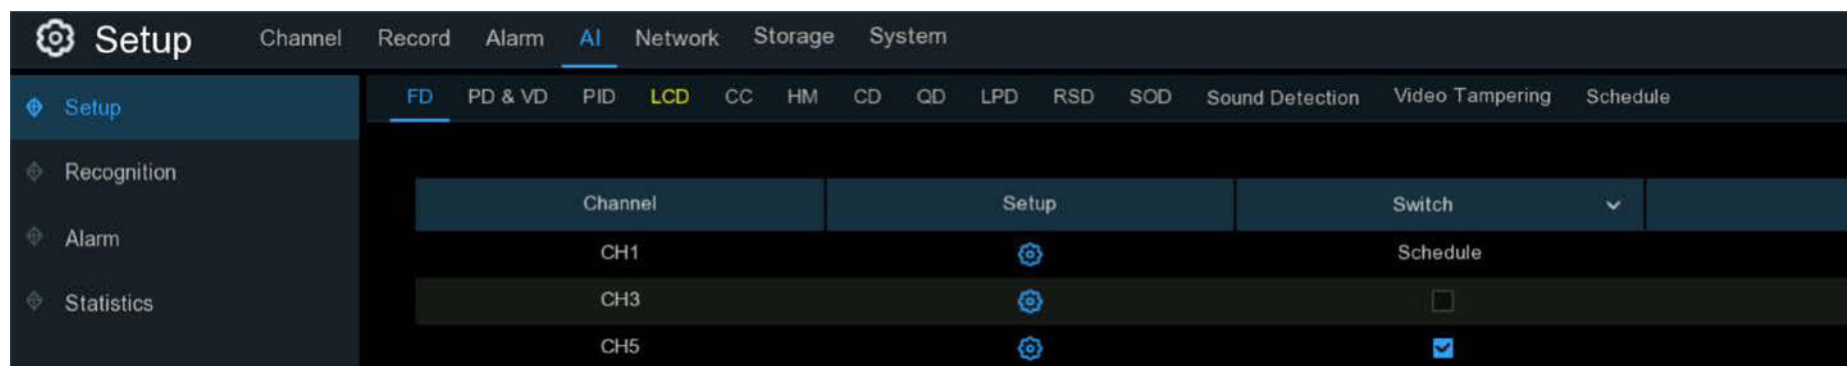 Setup Channel Record Alarm AI Network Storage System
Setup FD PD & VD PID LCD CC HM CD QD LPD RSD SOD Sound Detection Video Tampering Schedule
Recognition
Channel Setup Switch
Alarm
CH1 Schedule
Statistics
CH3
CH5